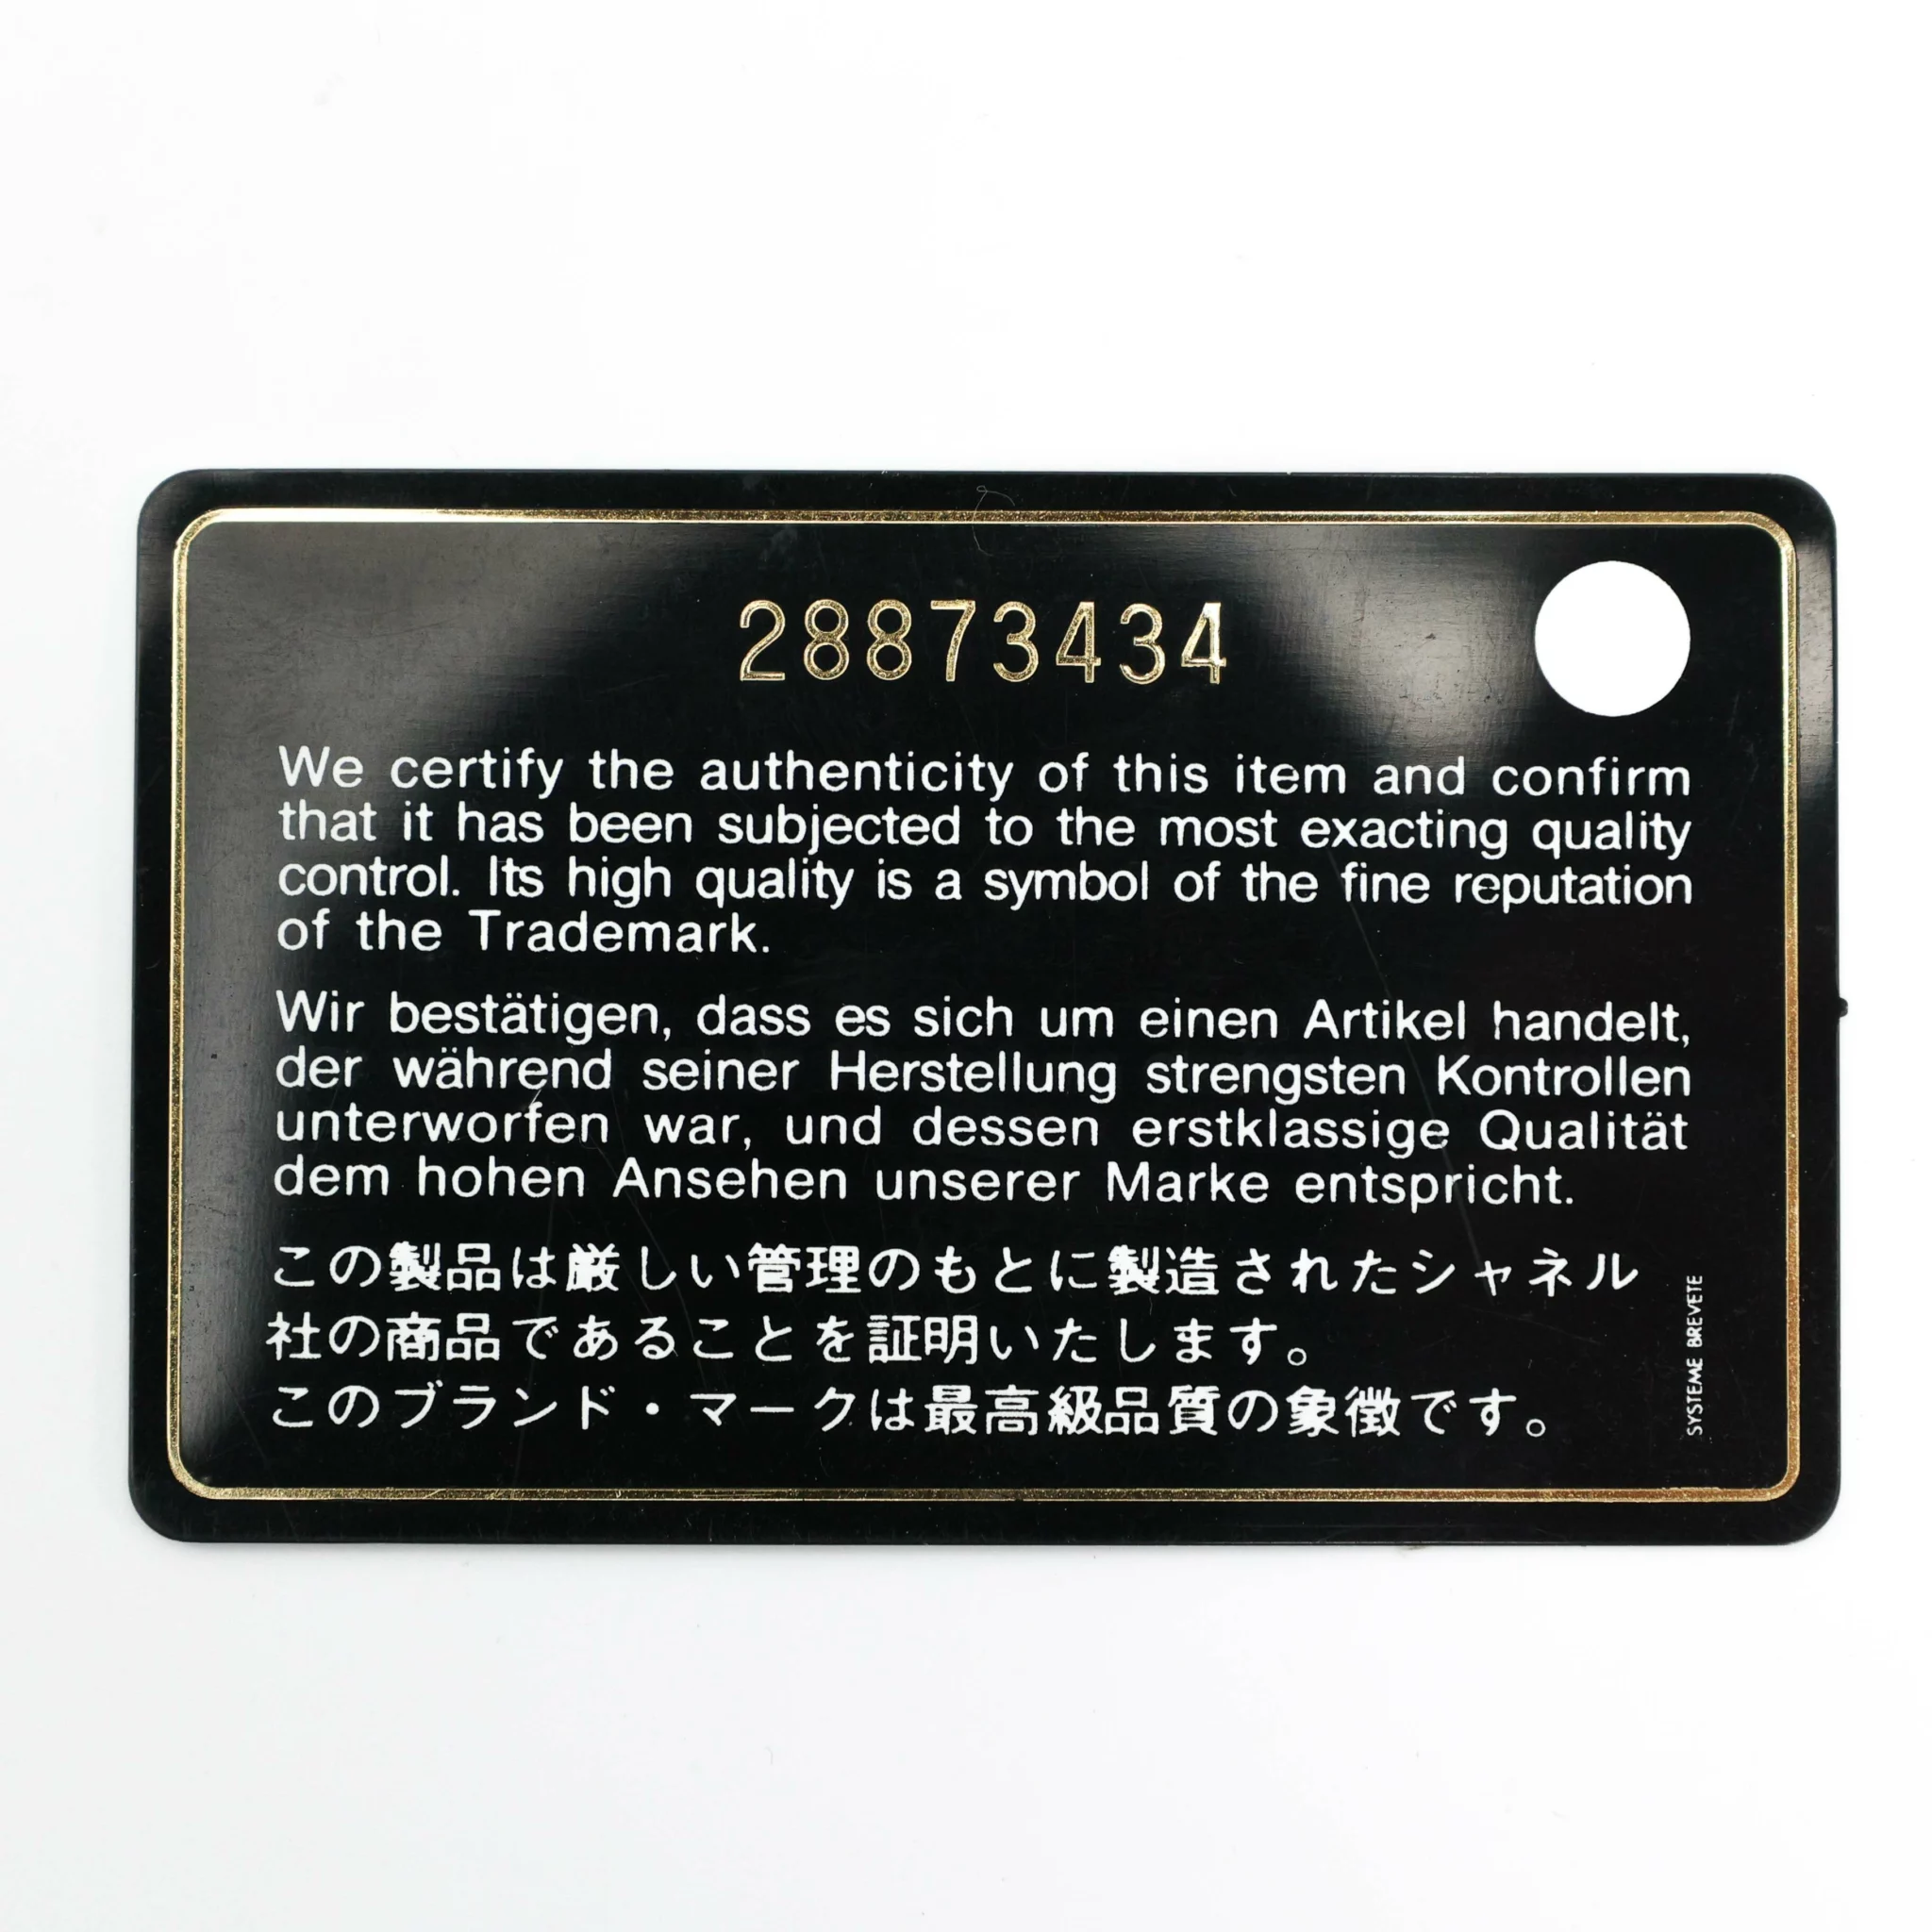 28873434
We certify the authenticity of this item and confirm
that it has been subjected to the most exacting quality
control. Its high quality is a symbol of the fine reputation
of the Trademark.
Wir bestätigen, dass es sich um einen Artikel handelt,
der während seiner Herstellung strengsten Kontrollen
unterworfen war, und dessen erstklassige Qualität
dem hohen Ansehen unserer Marke entspricht.
この製品は厳しい管理のもとに製造されたシャネル
社の商品であることを証明いたします。
このブランド・マークは最高級品質の象徴です。
SYSTEME BREVETE